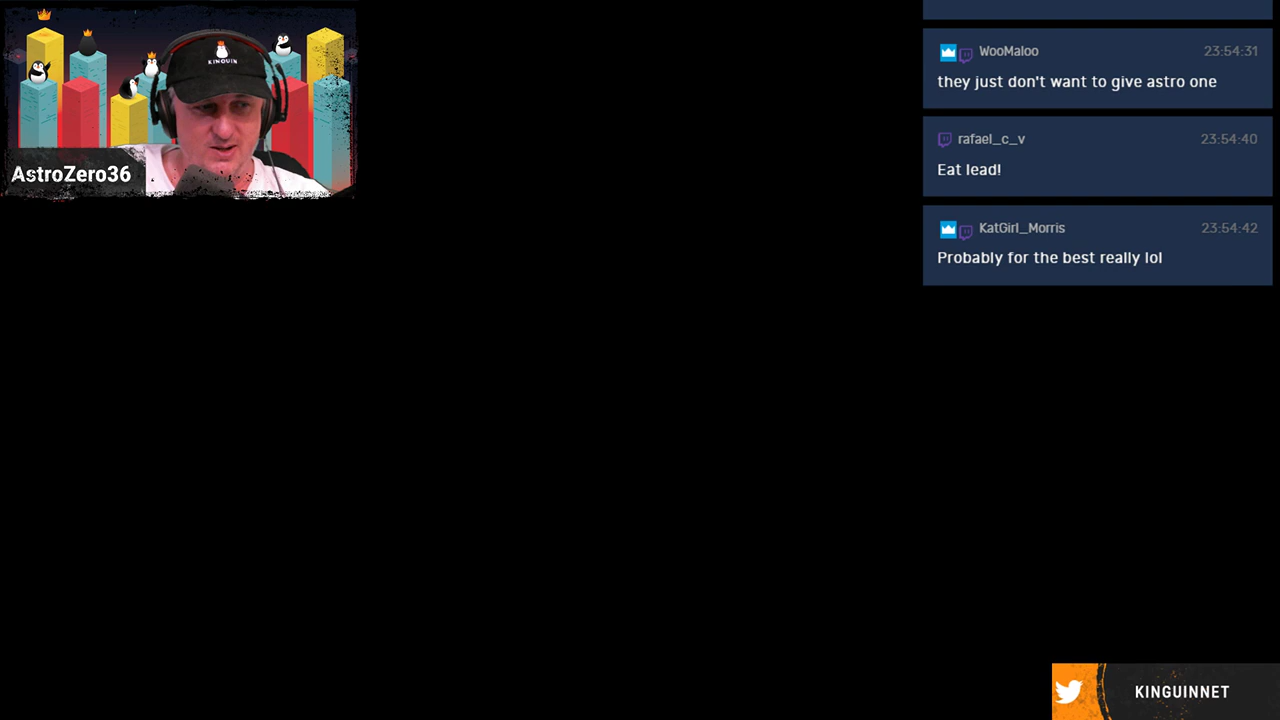 KINGUIN
AstroZero36
WooMaloo 23:54:31
they just don't want to give astro one
rafael_c_v 23:54:40
Eat lead!
KatGirl_Morris 23:54:42
Probably for the best really lol
KINGUINNET